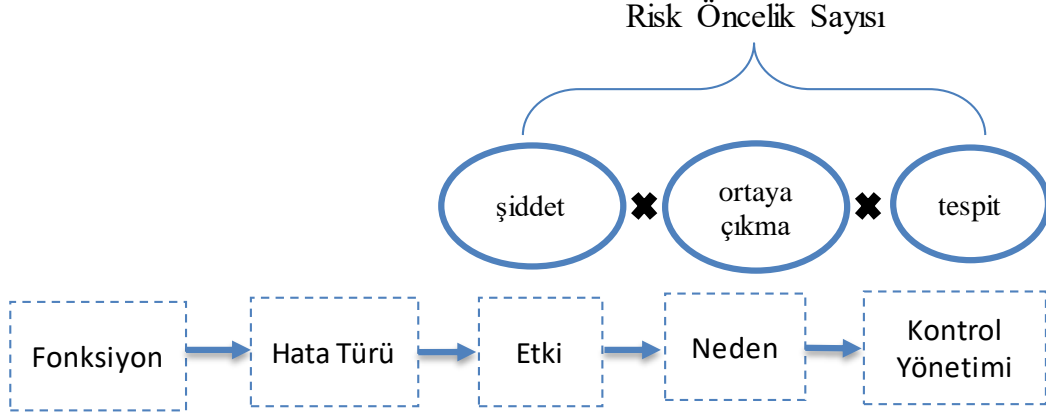 Risk Öncelik Sayısı
şiddet
ortaya
çıkma
tespit
Fonksiyon
Hata Türü
Etki
Neden
Kontrol
Yönetimi